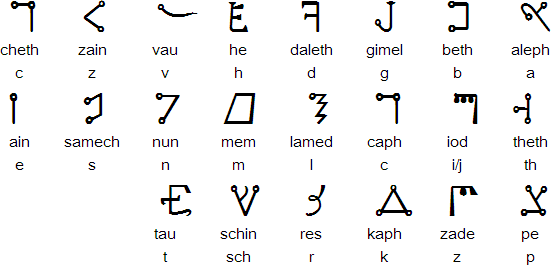 cheth zain vau he daleth gimel beth aleph
c z v h d g b a
ain samech nun mem lamed caph iod theth
e s n m l c i/j th
tau schin res kaph zade pe
t sch r k z p